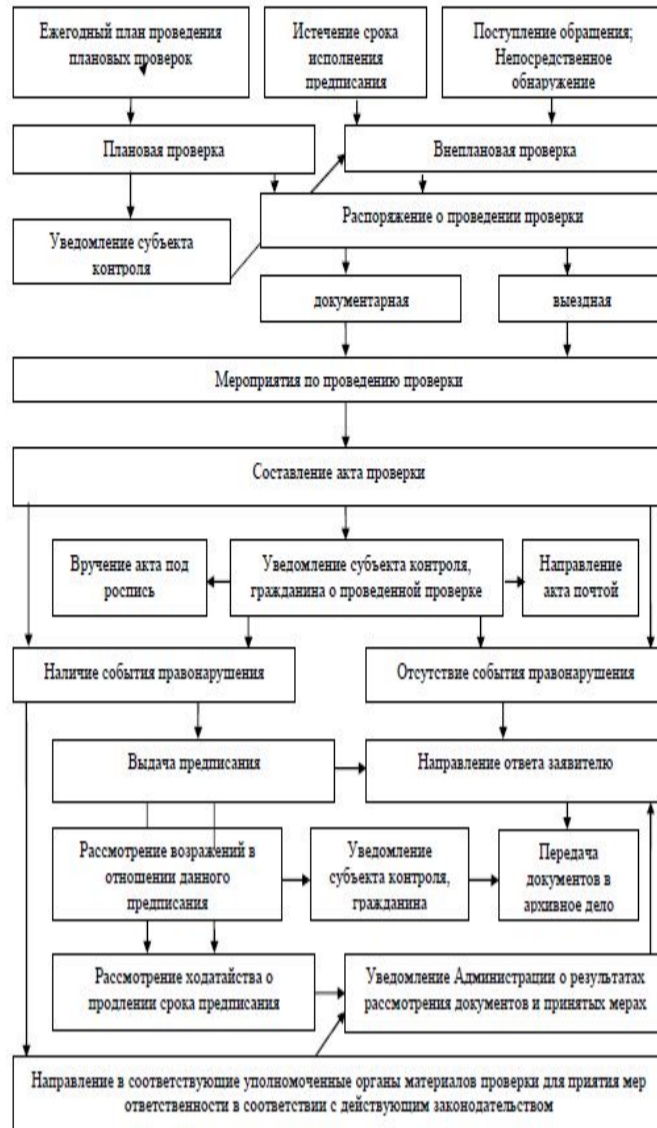 Ежегодный план проведения
плановых проверок
Истечение срока
исполнения
предписания
Поступление обращения;
Непосредственное
обнаружение
Плановая проверка
Внеплановая проверка
Уведомление субъекта
контроля
Распоряжение о проведении проверки
документарная
выездная
Мероприятия по проведению проверки
Составление акта проверки
Вручение акта под
роспись
Уведомление субъекта контроля,
гражданина о проведенной проверке
Направление
акта почтой
Наличие события правонарушения
Отсутствие события правонарушения
Выдача предписания
Направление ответа заявителю
Рассмотрение возражений в
отношении данного
предписания
Уведомление
субъекта контроля,
гражданина
Передача
документов в
архивное дело
Рассмотрение ходатайства о
продлении срока предписания
Уведомление Администрации о результатах
рассмотрения документов и принятых мерах
Направление в соответствующие уполномоченные органы материалов проверки для приятия мер
ответственности в соответствии с действующим законодательством